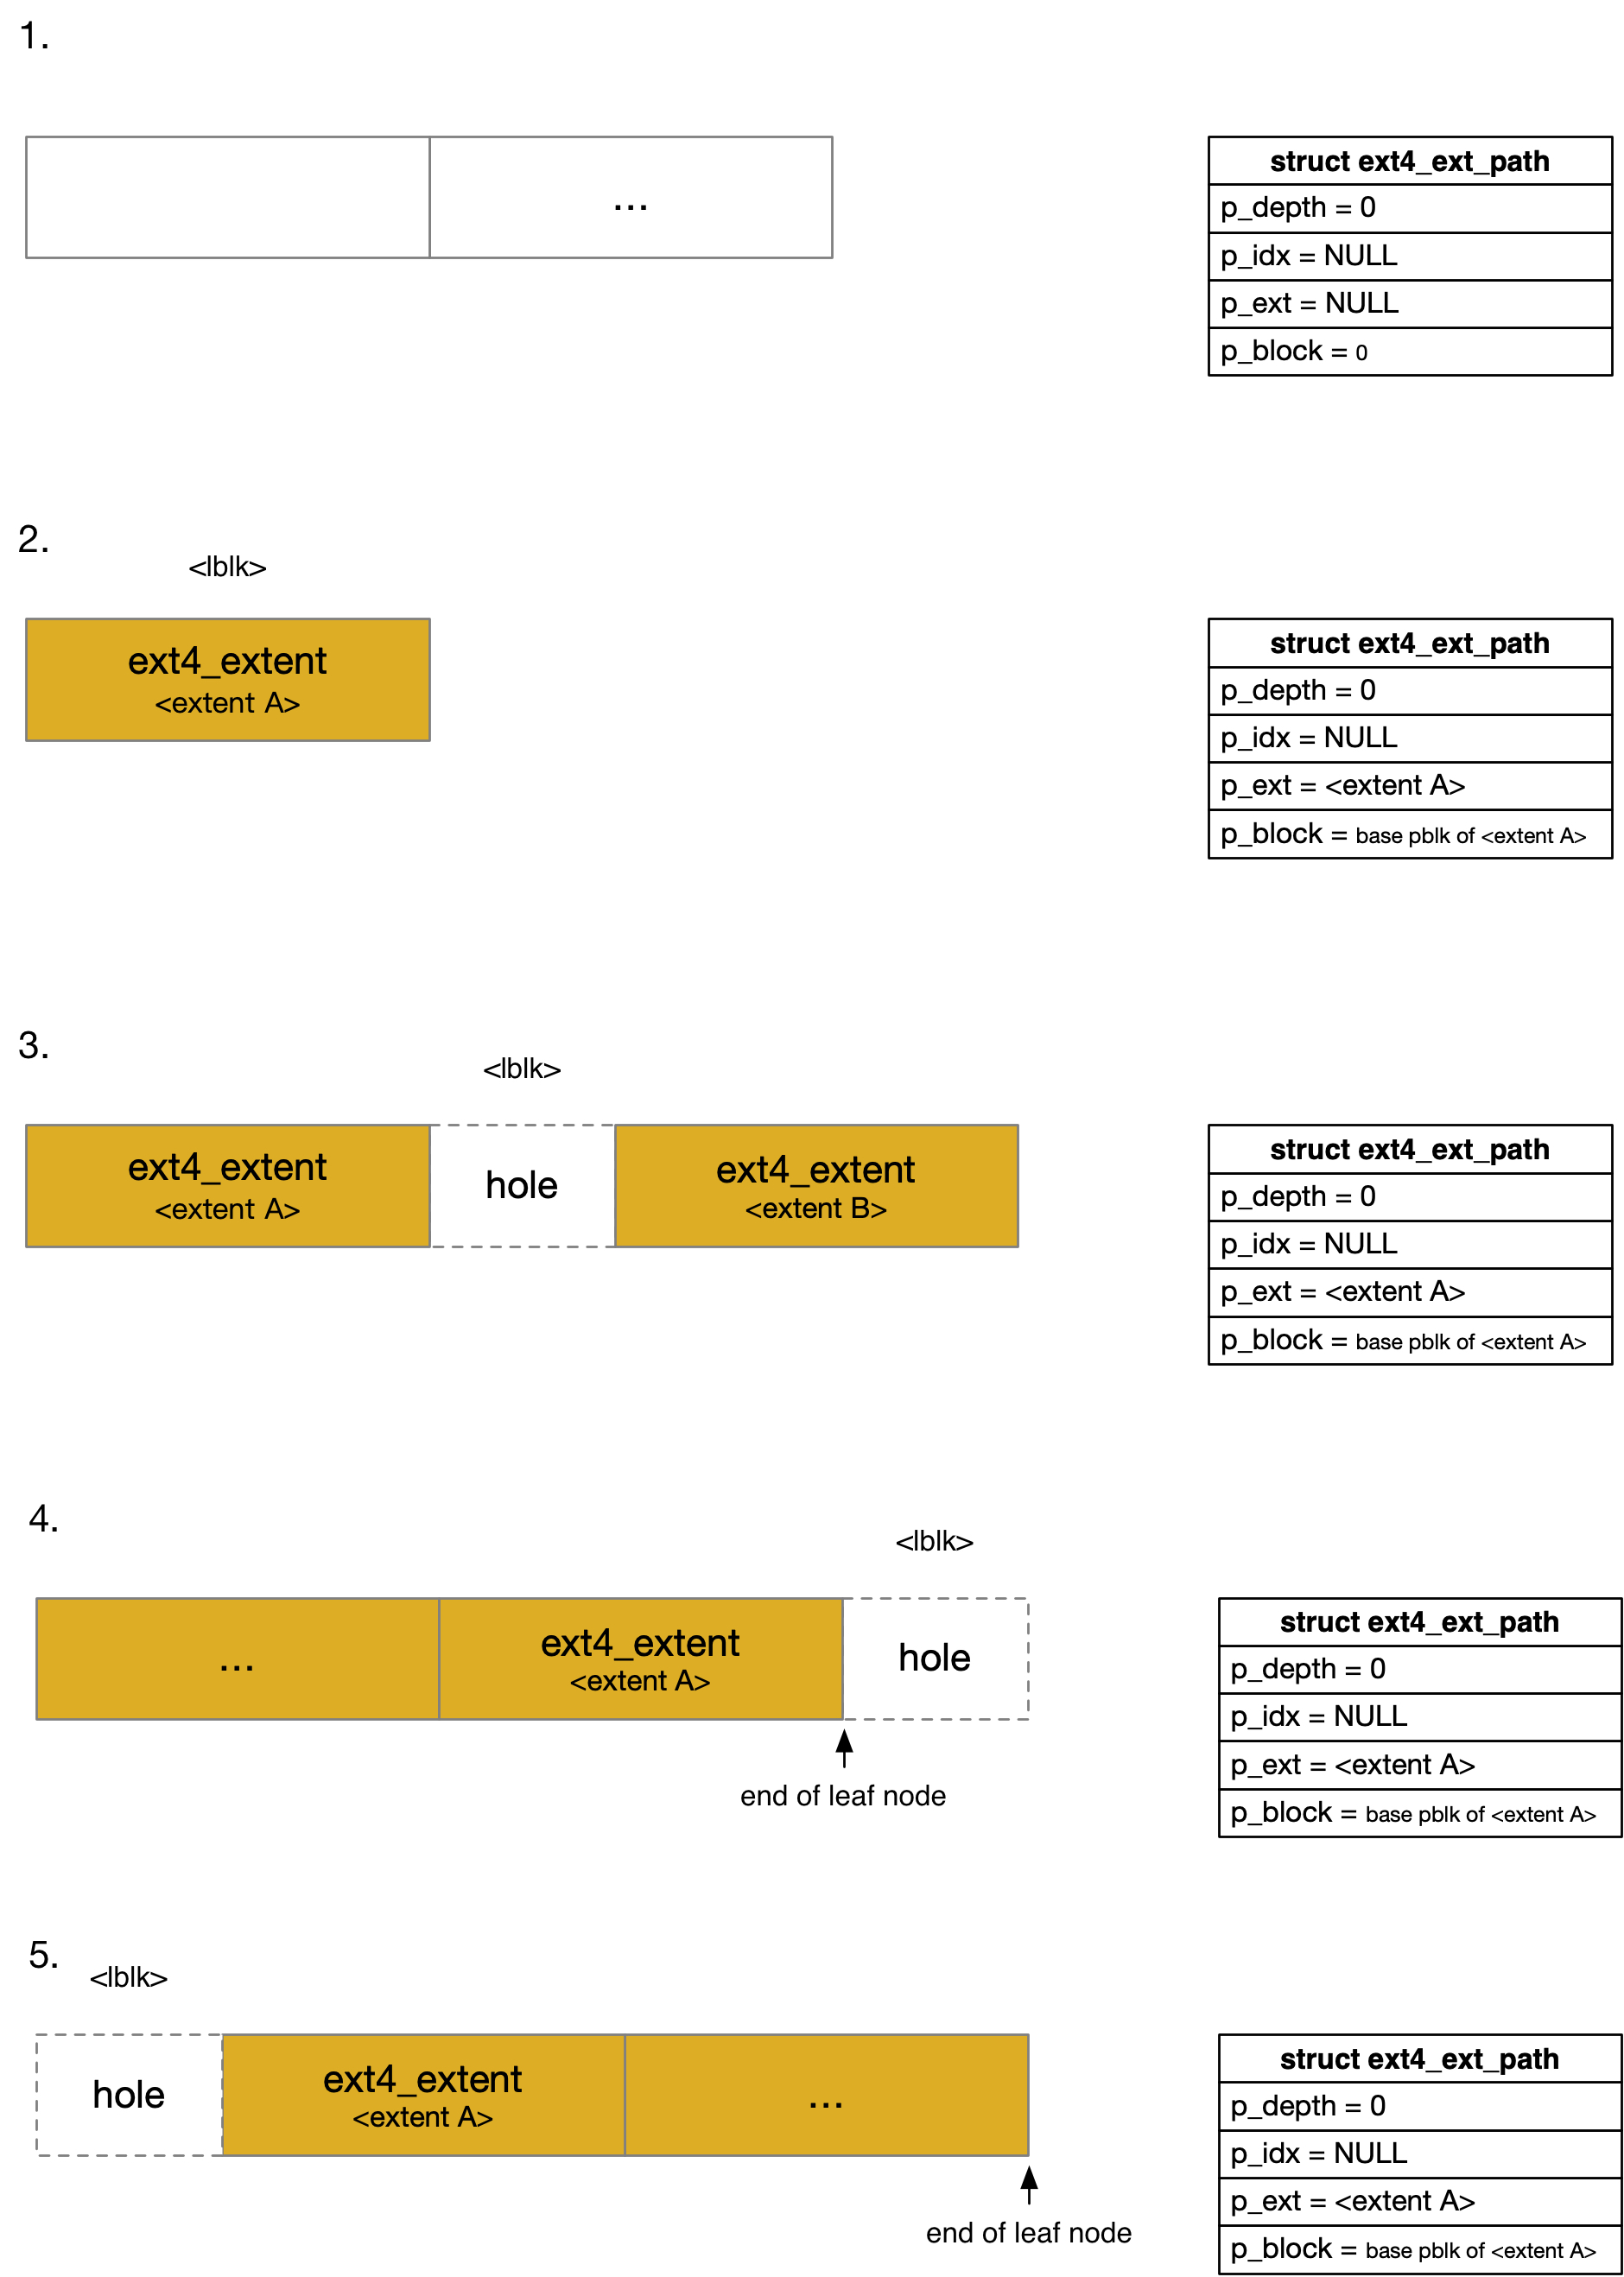 1.
...
struct ext4_ext_path
p_depth = 0
p_idx = NULL
p_ext = NULL
p_block = 0
2.
<lblk>
ext4_extent
<extent A>
struct ext4_ext_path
p_depth = 0
p_idx = NULL
p_ext = <extent A>
p_block = base pblk of <extent A>
3.
<lblk>
ext4_extent
<extent A>
hole
ext4_extent
<extent B>
struct ext4_ext_path
p_depth = 0
p_idx = NULL
p_ext = <extent A>
p_block = base pblk of <extent A>
4.
<lblk>
...
ext4_extent
<extent A>
hole
end of leaf node
struct ext4_ext_path
p_depth = 0
p_idx = NULL
p_ext = <extent A>
p_block = base pblk of <extent A>
5.
<lblk>
hole
ext4_extent
<extent A>
...
end of leaf node
struct ext4_ext_path
p_depth = 0
p_idx = NULL
p_ext = <extent A>
p_block = base pblk of <extent A>